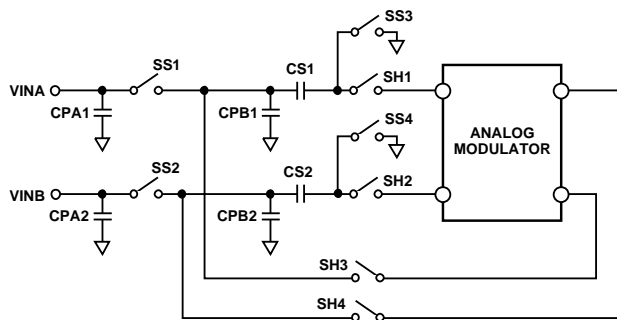 SS3
SS1
CS1
SH1
VINA
CPA1
CPB1
SS4
ANALOG
MODULATOR
SS2
CS2
SH2
VINB
CPA2
CPB2
SH3
SH4